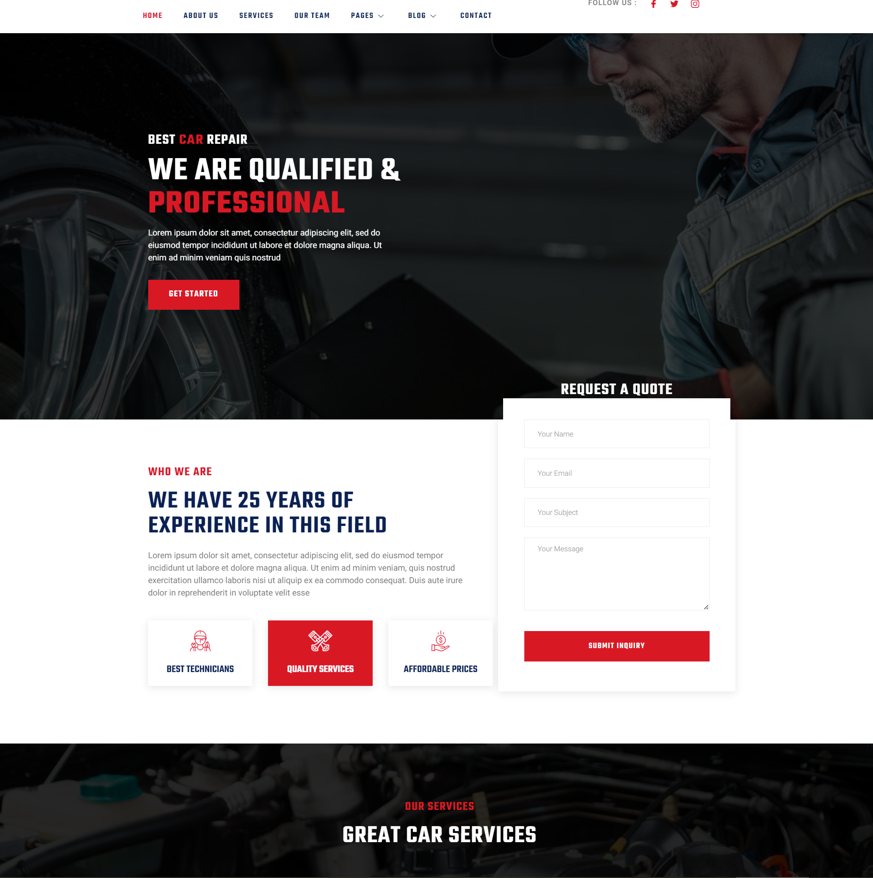 FOLLOW US :
HOME ABOUT US SERVICES OUR TEAM PAGES BLOG CONTACT
BEST CAR REPAIR
WE ARE QUALIFIED &
PROFESSIONAL
Lorem ipsum dolor sit amet, consectetur adipiscing elit, sed do
eiusmod tempor incididunt ut labore et dolore magna aliqua. Ut
enim ad minim veniam quis nostrud
GET STARTED
REQUEST A QUOTE
Your Name
Your Email
Your Subject
Your Message
SUBMIT INQUIRY
WHO WE ARE
WE HAVE 25 YEARS OF
EXPERIENCE IN THIS FIELD
Lorem ipsum dolor sit amet, consectetur adipiscing elit, sed do eiusmod tempor
incididunt ut labore et dolore magna aliqua. Ut enim ad minim veniam, quis nostrud
exercitation ullamco laboris nisi ut aliquip ex ea commodo consequat. Duis aute irure
dolor in reprehenderit in voluptate velit esse
BEST TECHNICIANS
QUALITY SERVICES
AFFORDABLE PRICES
OUR SERVICES
GREAT CAR SERVICES